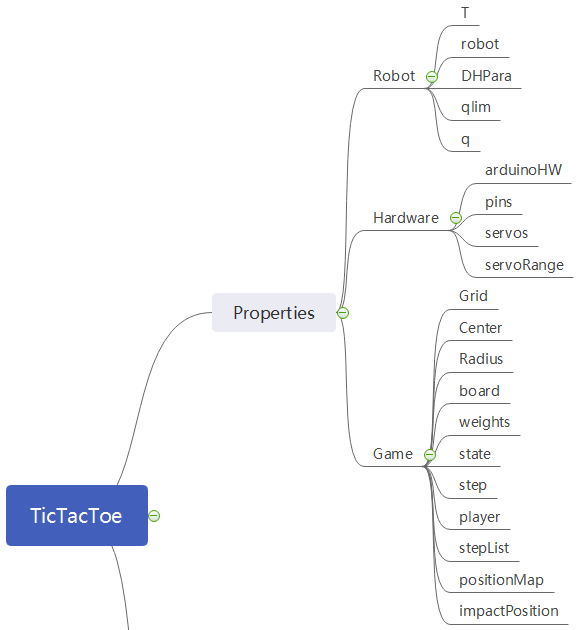 T
robot
Robot
DHPara
qlim
q
arduinoHW
pins
Hardware
servos
servoRange
Properties
Grid
Center
Radius
board
weights
Game
state
step
player
stepList
positionMap
impactPosition
TicTacToe